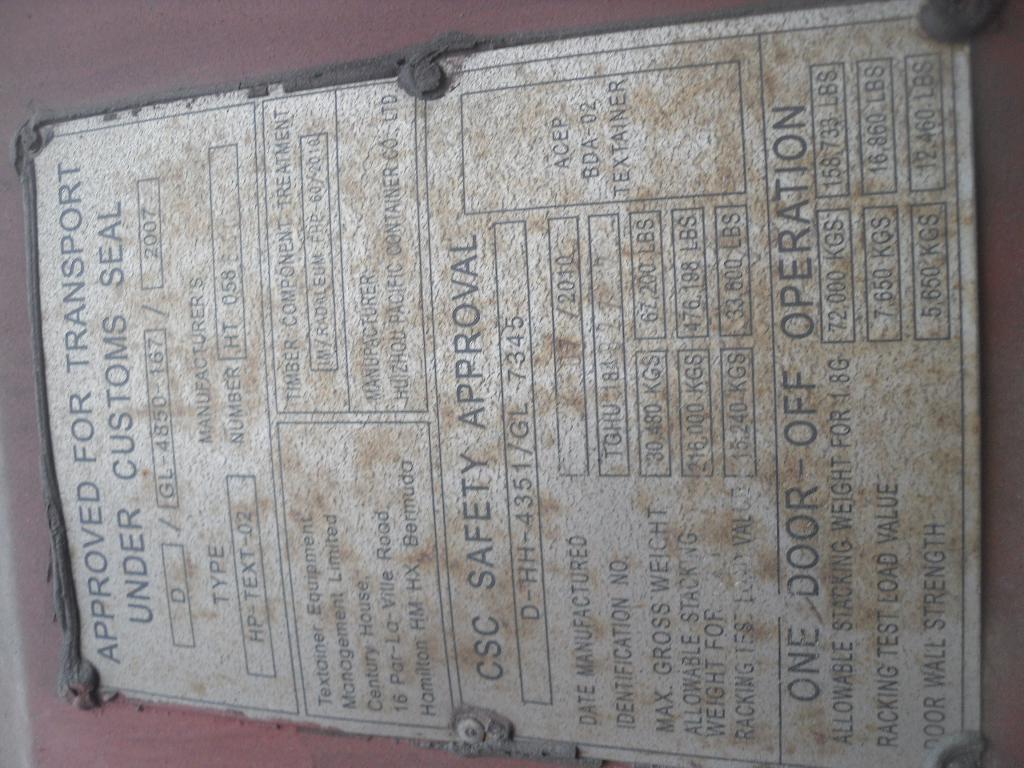 APPROVED FOR TRANSPORT
UNDER CUSTOMS SEAL
D / GL-4850-167 / 2007
TYPE MANUFACTURER'S
HP-TEXT-02 NUMBER HT 058
Textainer Equipment
Management Limited
Century House,
16 Par-La-Ville Road,
Hamilton HM HX, Bermuda
TIMBER COMPONENT TREATMENT
IM/RADALEUM FHP 60/2010
MANUFACTURER
HUIZHOU PACIFIC CONTAINER CO. LTD
CSC SAFETY APPROVAL
D-HH-4351/GL 7345
DATE MANUFACTURED /2010
IDENTIFICATION NO. TGHU 184
MAX. GROSS WEIGHT 30,480 KGS 67,200 LBS
ALLOWABLE STACKING
WEIGHT FOR 216,000 KGS 476,198 LBS
RACKING TEST LOAD VALUE 15,240 KGS 33,600 LBS
ACEP
BDA-02
TEXTAINER
ONE DOOR-OFF OPERATION
ALLOWABLE STACKING WEIGHT FOR 1.8G 72,000 KGS 158,733 LBS
RACKING TEST LOAD VALUE 7,650 KGS 16,860 LBS
DOOR WALL STRENGTH 5,650 KGS 12,460 LBS